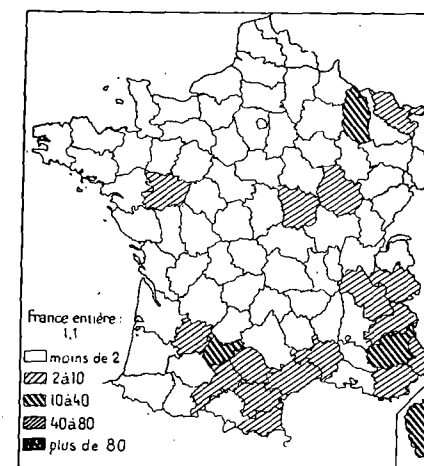 France entière :
1,1
moins de 2
2 à 10
10 à 40
40 à 80
plus de 80